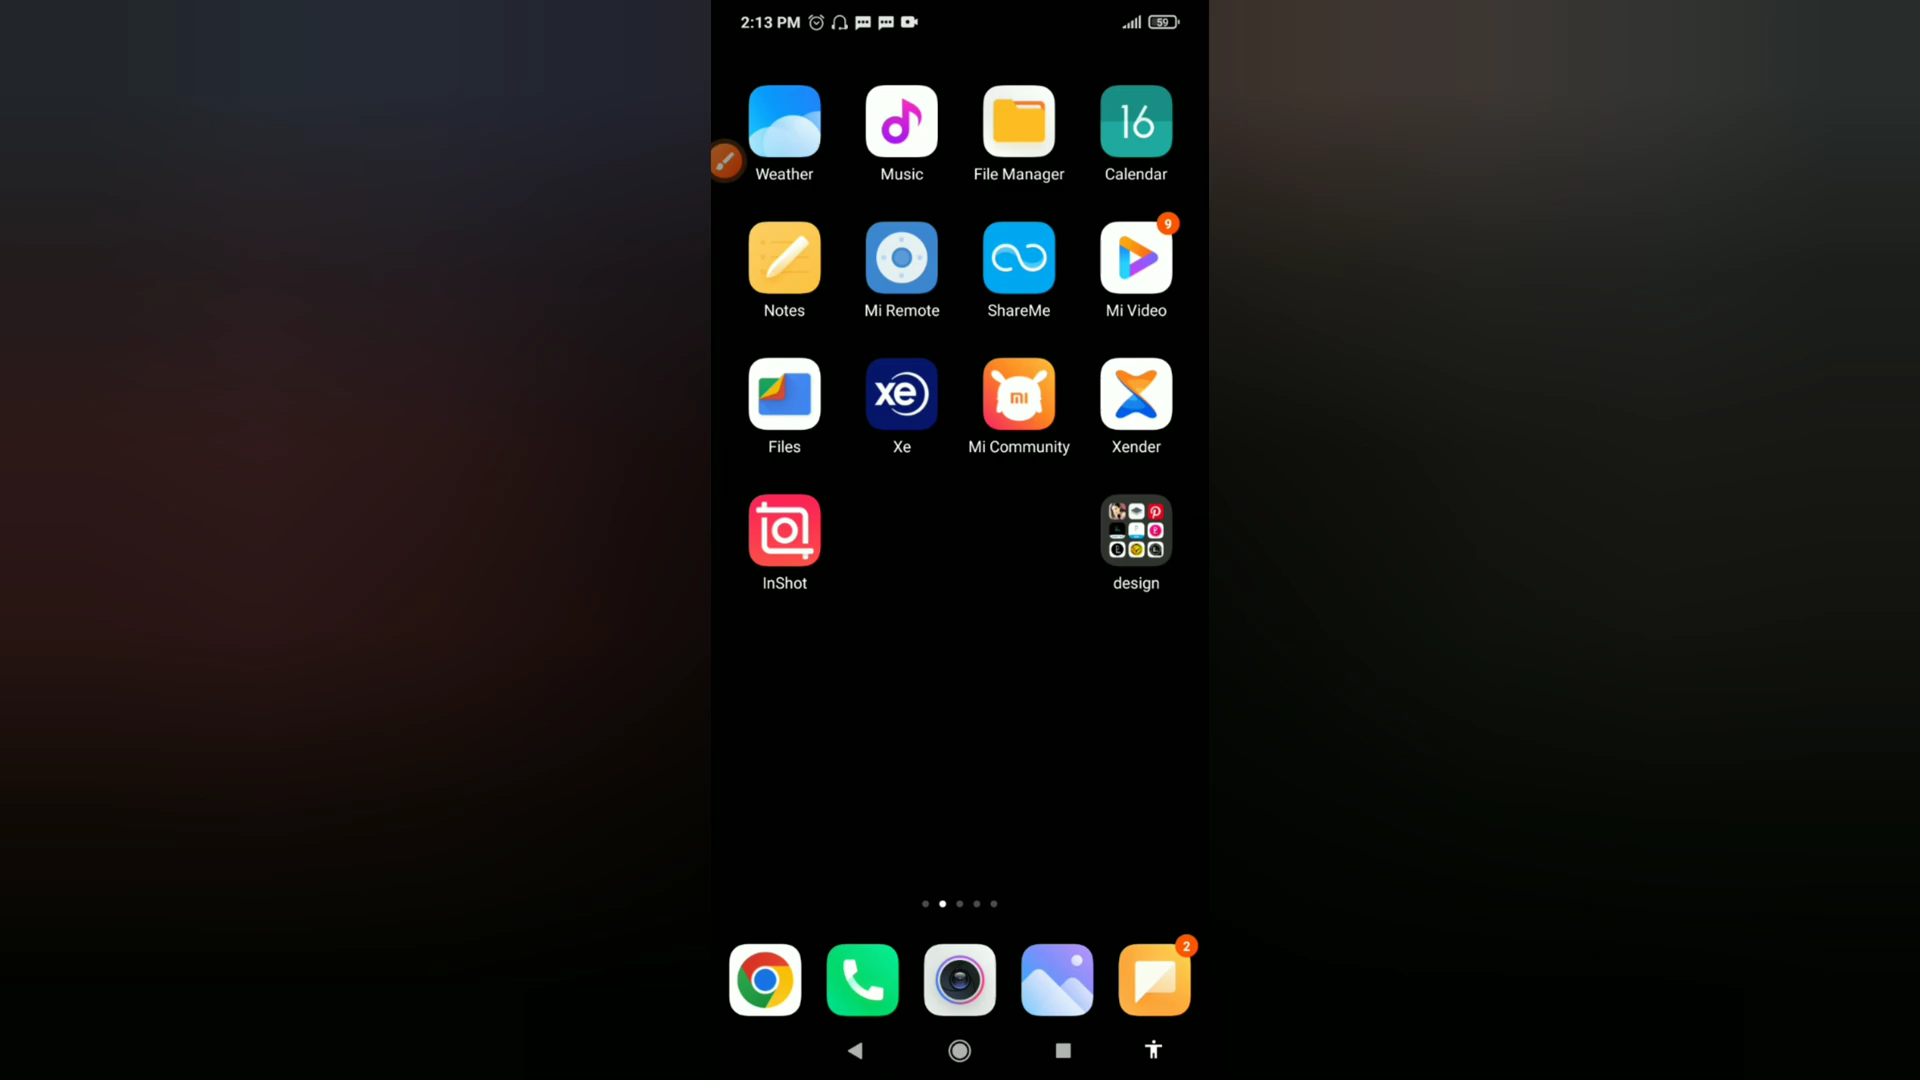 2:13 PM 59
Weather Music File Manager Calendar
16
Notes Mi Remote ShareMe Mi Video
9
Files Xe Mi Community Xender
xe
mi
InShot design
2